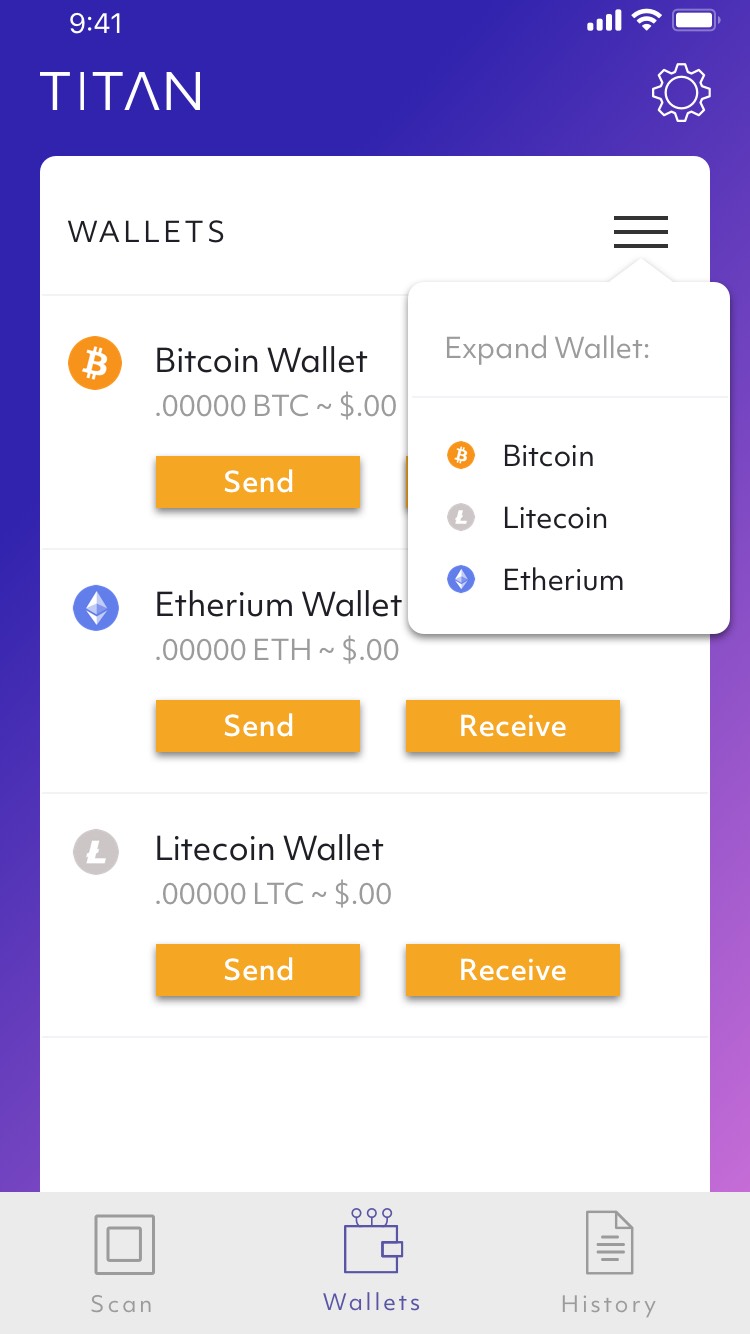 9:41
TITAN
WALLETS
Expand Wallet:
Bitcoin
Litecoin
Etherium
Bitcoin Wallet
.00000 BTC ~ $.00
Send
Etherium Wallet
.00000 ETH ~ $.00
Send Receive
Litecoin Wallet
.00000 LTC ~ $.00
Send Receive
Scan Wallets History